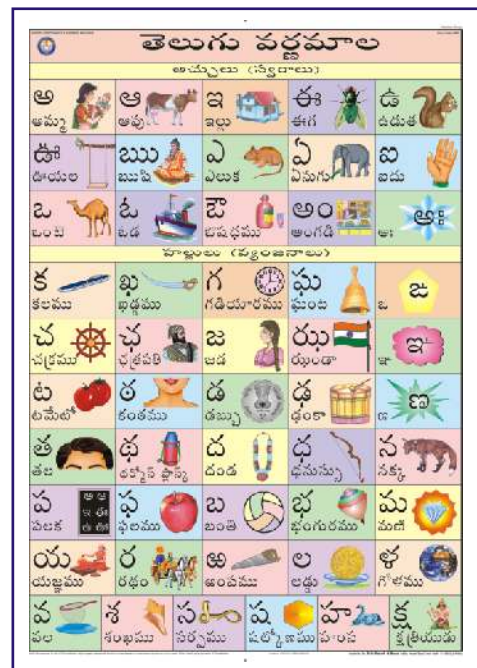 తెలుగు వర్ణమాల
అచ్చులు (స్వరాలు)
అ ఆ ఇ ఈ ఉ
అమ్మ ఆవు ఇల్లు ఈగ ఉడుత
ఊ ఋ ఎ ఏ ఐ
ఊయల ఋషి ఎలుక ఏనుగు ఐదు
ఒ ఓ ఔ అం అః
ఒంటె ఓడ ఔషధము అంగడి అః
హల్లులు (వ్యంజనాలు)
క ఖ గ ఘ ఙ
కలము ఖడ్గము గడియారము ఘంట
చ ఛ జ ఝ ఞ
చక్రము ఛత్రపతి జడ ఝండా
ట ఠ డ ఢ ణ
టమేటో కంఠము డబ్బు ఢంకా ణ
త థ ద ధ న
తల థర్మోస్ ఫ్లాస్క్ దండ ధనుస్సు నక్క
ప ఫ బ భ మ
పలక ఫలము బంతి భంగురము మణి
య ర ఱ ల ళ
యజ్ఞము రథం ఱంపము లడ్డు గోళము
వ శ స ష హ క్ష
వల శంఖము సర్పము షట్కోణము హంస క్షత్రియుడు